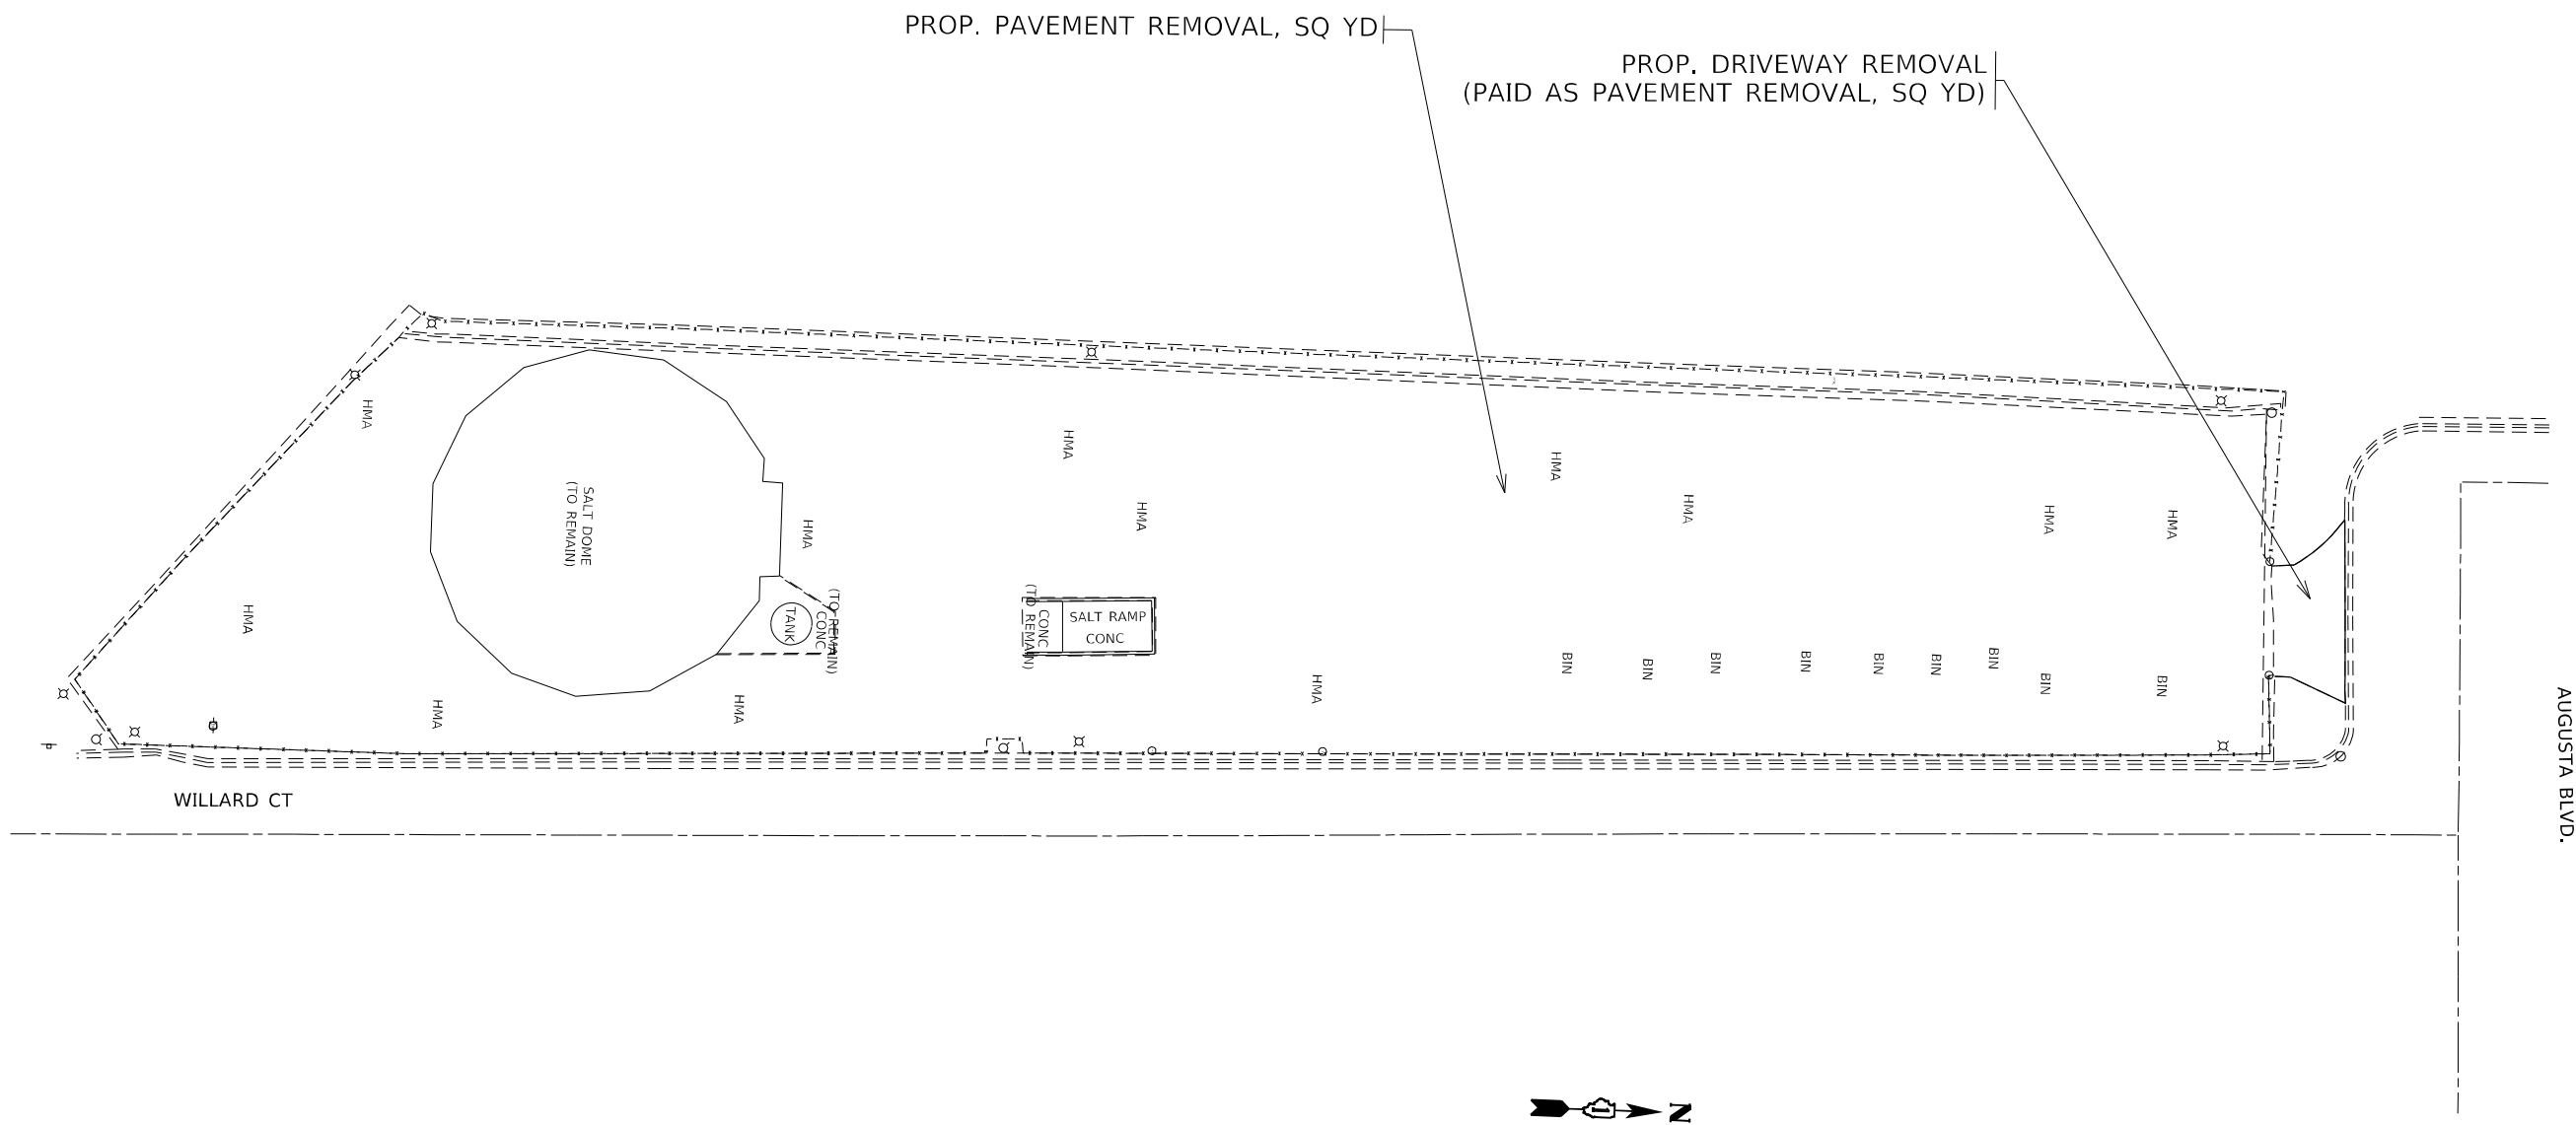 PROP. PAVEMENT REMOVAL, SQ YD
PROP. DRIVEWAY REMOVAL
(PAID AS PAVEMENT REMOVAL, SQ YD)
HMA
HMA
HMA
HMA
HMA
HMA
HMA
HMA
SALT DOME
(TO REMAIN)
HMA
HMA
TANK
CONC
(TO REMAIN)
CONC
(TO REMAIN)
SALT RAMP
CONC
BIN
BIN
BIN
BIN
BIN
BIN
BIN
BIN
BIN
HMA
HMA
HMA
WILLARD CT
AUGUSTA BLVD.
N